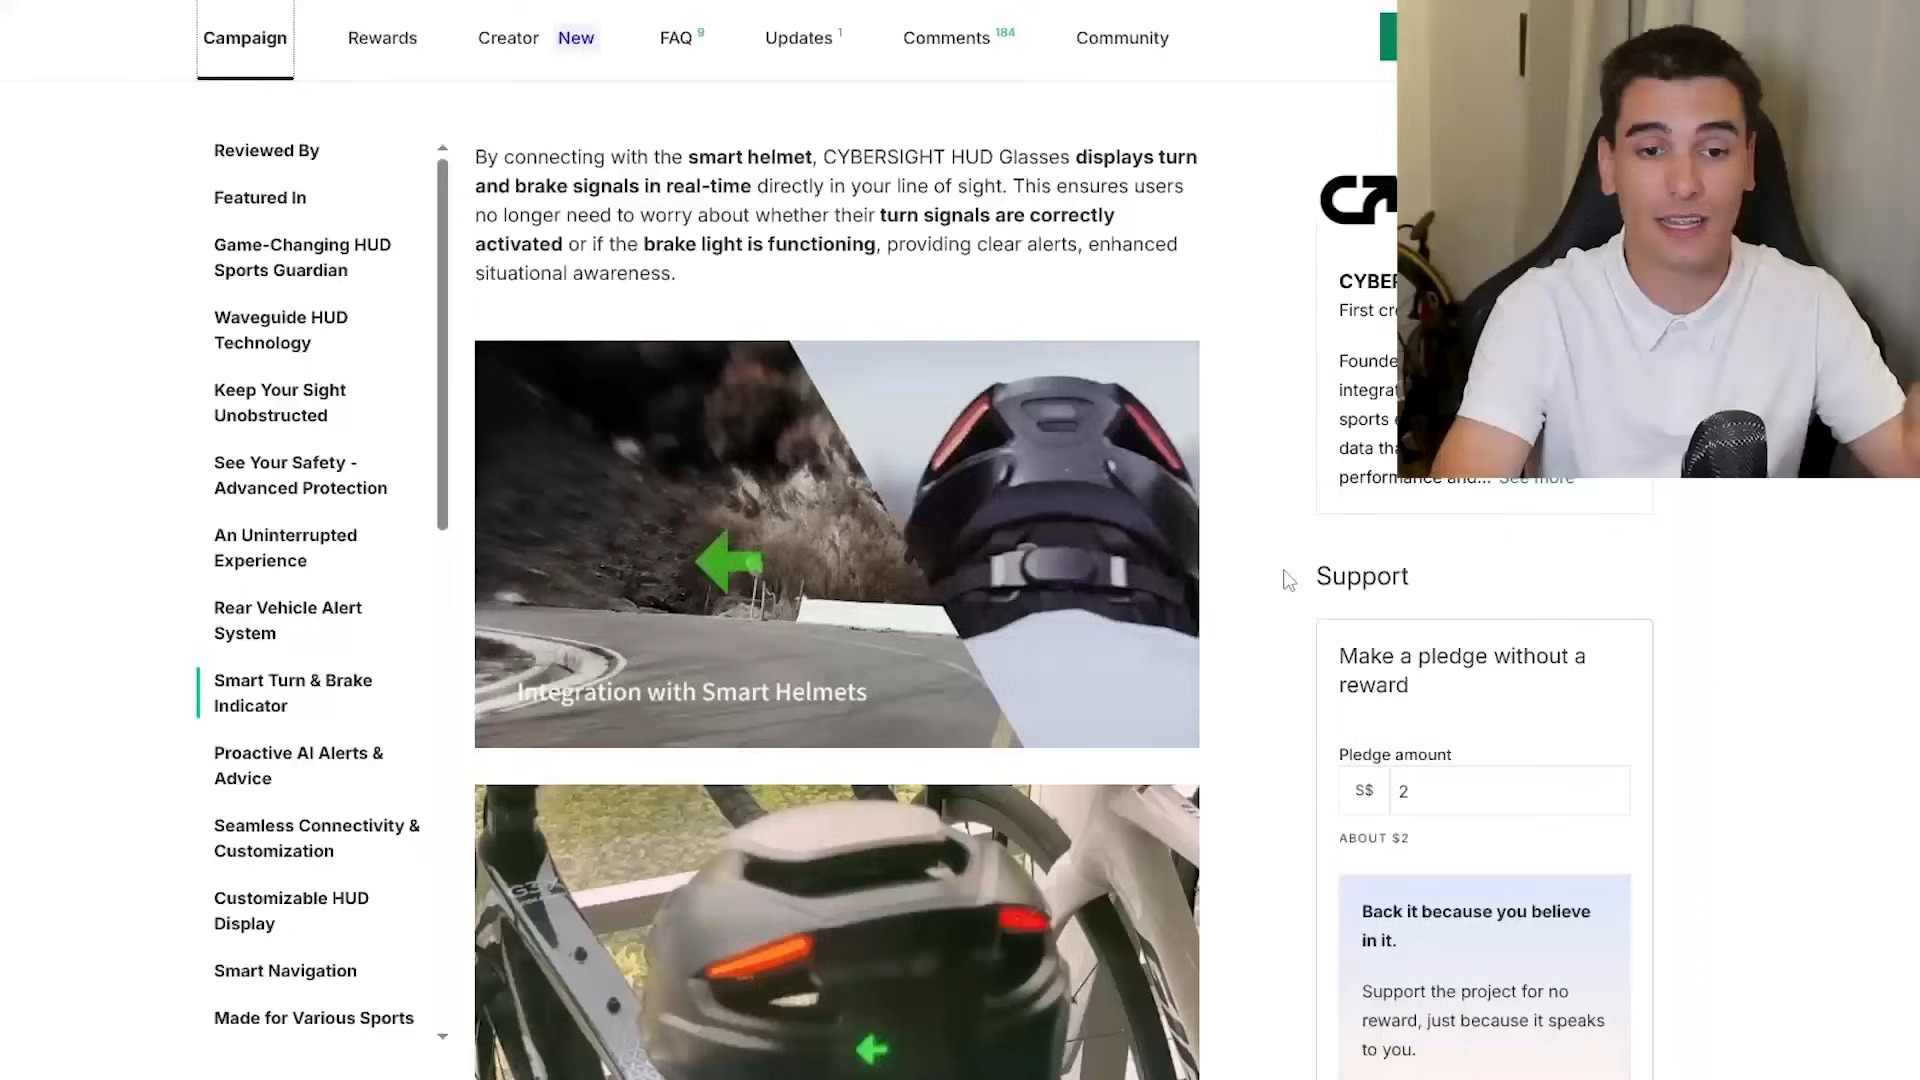 Campaign
Rewards
Creator New
FAQ 9
Updates 1
Comments 184
Community
Reviewed By
Featured In
Game-Changing HUD
Sports Guardian
Waveguide HUD
Technology
Keep Your Sight
Unobstructed
See Your Safety -
Advanced Protection
An Uninterrupted
Experience
Rear Vehicle Alert
System
Smart Turn & Brake
Indicator
Proactive AI Alerts &
Advice
Seamless Connectivity &
Customization
Customizable HUD
Display
Smart Navigation
Made for Various Sports
By connecting with the smart helmet, CYBERSIGHT HUD Glasses displays turn
and brake signals in real-time directly in your line of sight. This ensures users
no longer need to worry about whether their turn signals are correctly
activated or if the brake light is functioning, providing clear alerts, enhanced
situational awareness.
Integration with Smart Helmets
First
sports
data
performance and... See more
Support
Make a pledge without a
reward
Pledge amount
S$ 2
ABOUT $2
Back it because you believe
in it.
Support the project for no
reward, just because it speaks
to you.